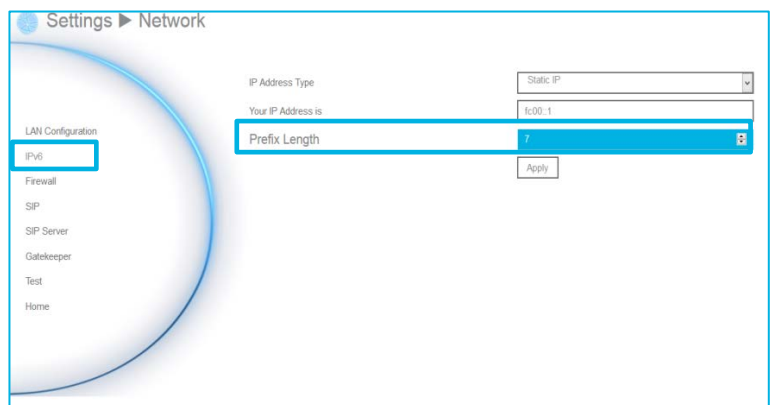 Settings ▶ Network
IP Address Type
Static IP
Your IP Address is
fc00::1
Prefix Length
7
Apply
LAN Configuration
IPv6
Firewall
SIP
SIP Server
Gatekeeper
Test
Home